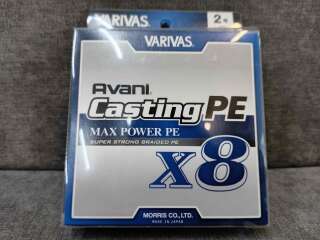 VARIVAS. 2号
VARIVAS.
Avani
Casting PE
MAX POWER PE
SUPER STRONG BRAIDED PE
X8
MORRIS CO.,LTD.
MADE IN JAPAN